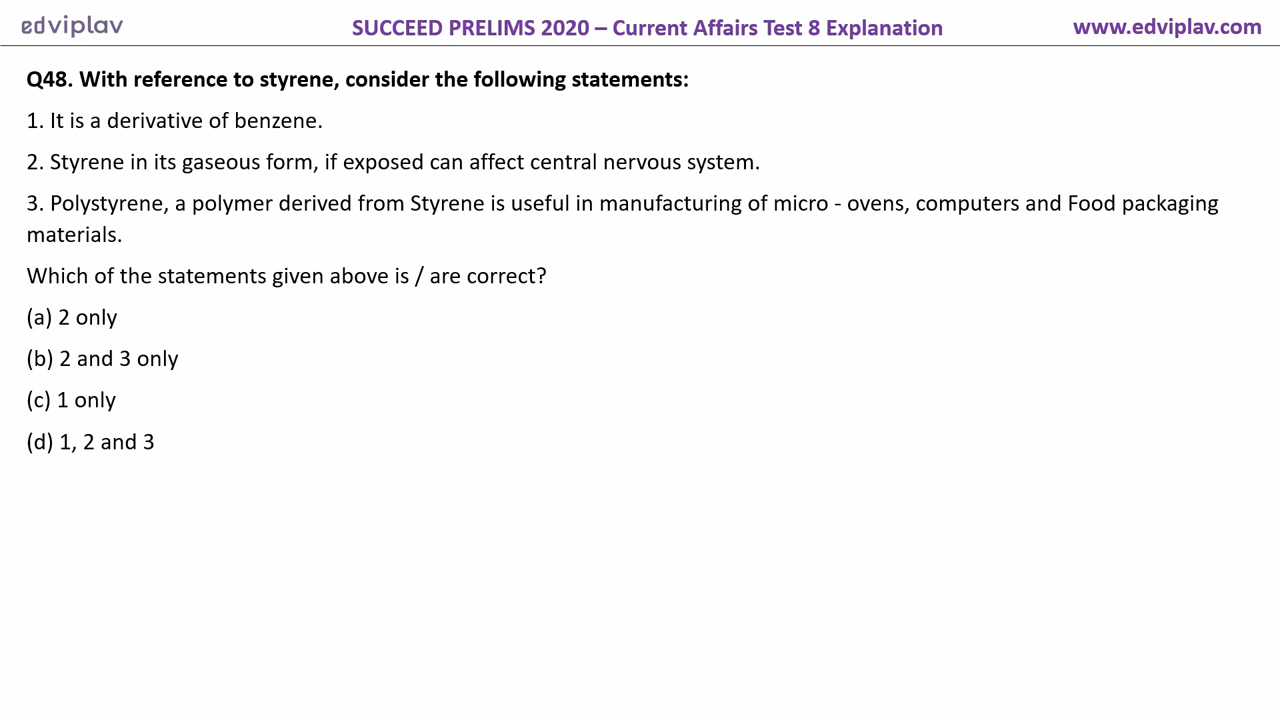 edviplav
SUCCEED PRELIMS 2020 – Current Affairs Test 8 Explanation
www.edviplav.com
Q48. With reference to styrene, consider the following statements:
1. It is a derivative of benzene.
2. Styrene in its gaseous form, if exposed can affect central nervous system.
3. Polystyrene, a polymer derived from Styrene is useful in manufacturing of micro - ovens, computers and Food packaging
materials.
Which of the statements given above is / are correct?
(a) 2 only
(b) 2 and 3 only
(c) 1 only
(d) 1, 2 and 3